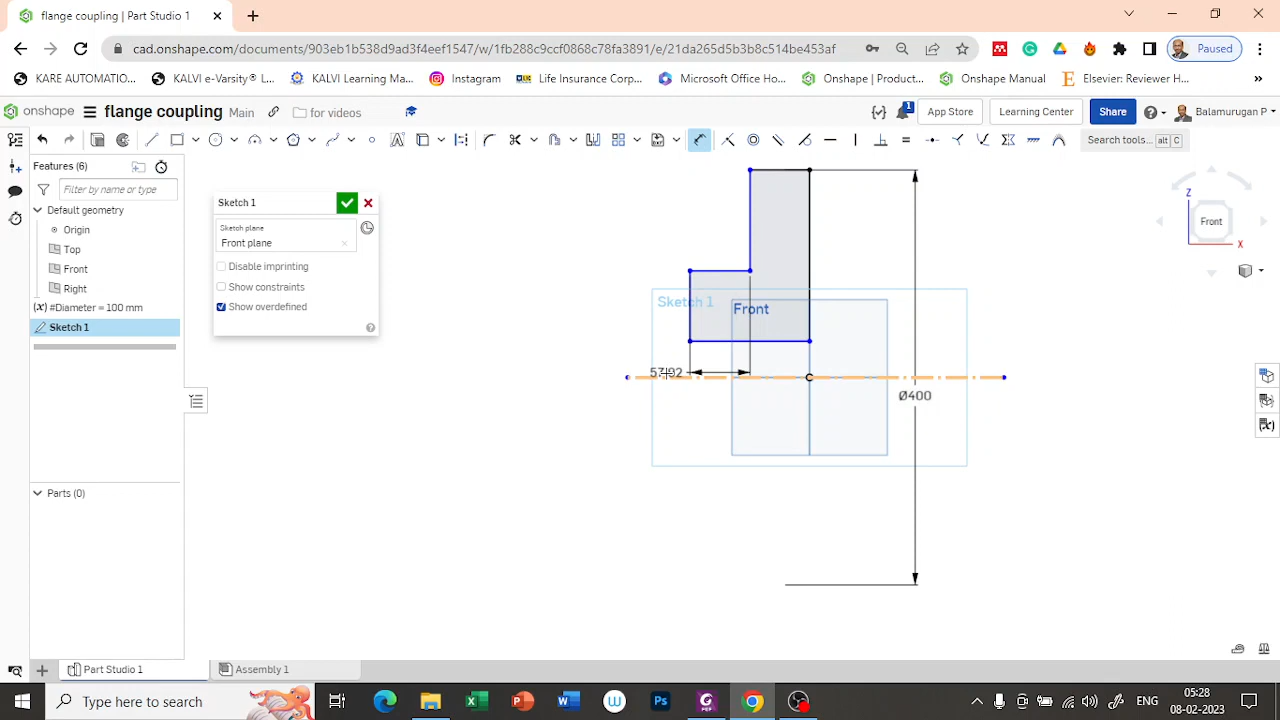 flange coupling | Part Studio 1
cad.onshape.com/documents/903eb1b538d9ad3f4eef1547/w/1fb288c9ccf0868c78fa3891/e/21da265d5b3b8c514be453af
Paused
KARE AUTOMATIO... KALVI e-Varsity® L... KALVI Learning Ma... Instagram Life Insurance Corp... Microsoft Office Ho... Onshape | Product... Onshape Manual Elsevier: Reviewer H... »
onshape flange coupling Main for videos 1 App Store Learning Center Share Balamurugan P
Search tools... alt C
Features (6)
Filter by name or type
Default geometry
Origin
Top
Front
Right
(x) #Diameter = 100 mm
Sketch 1
Parts (0)
Sketch 1
Sketch plane
Front plane
Disable imprinting
Show constraints
Show overdefined
Sketch 1
Front
Ø400
Z
Front
X
(x)
Part Studio 1 Assembly 1
Type here to search
ENG
05:28
08-02-2023